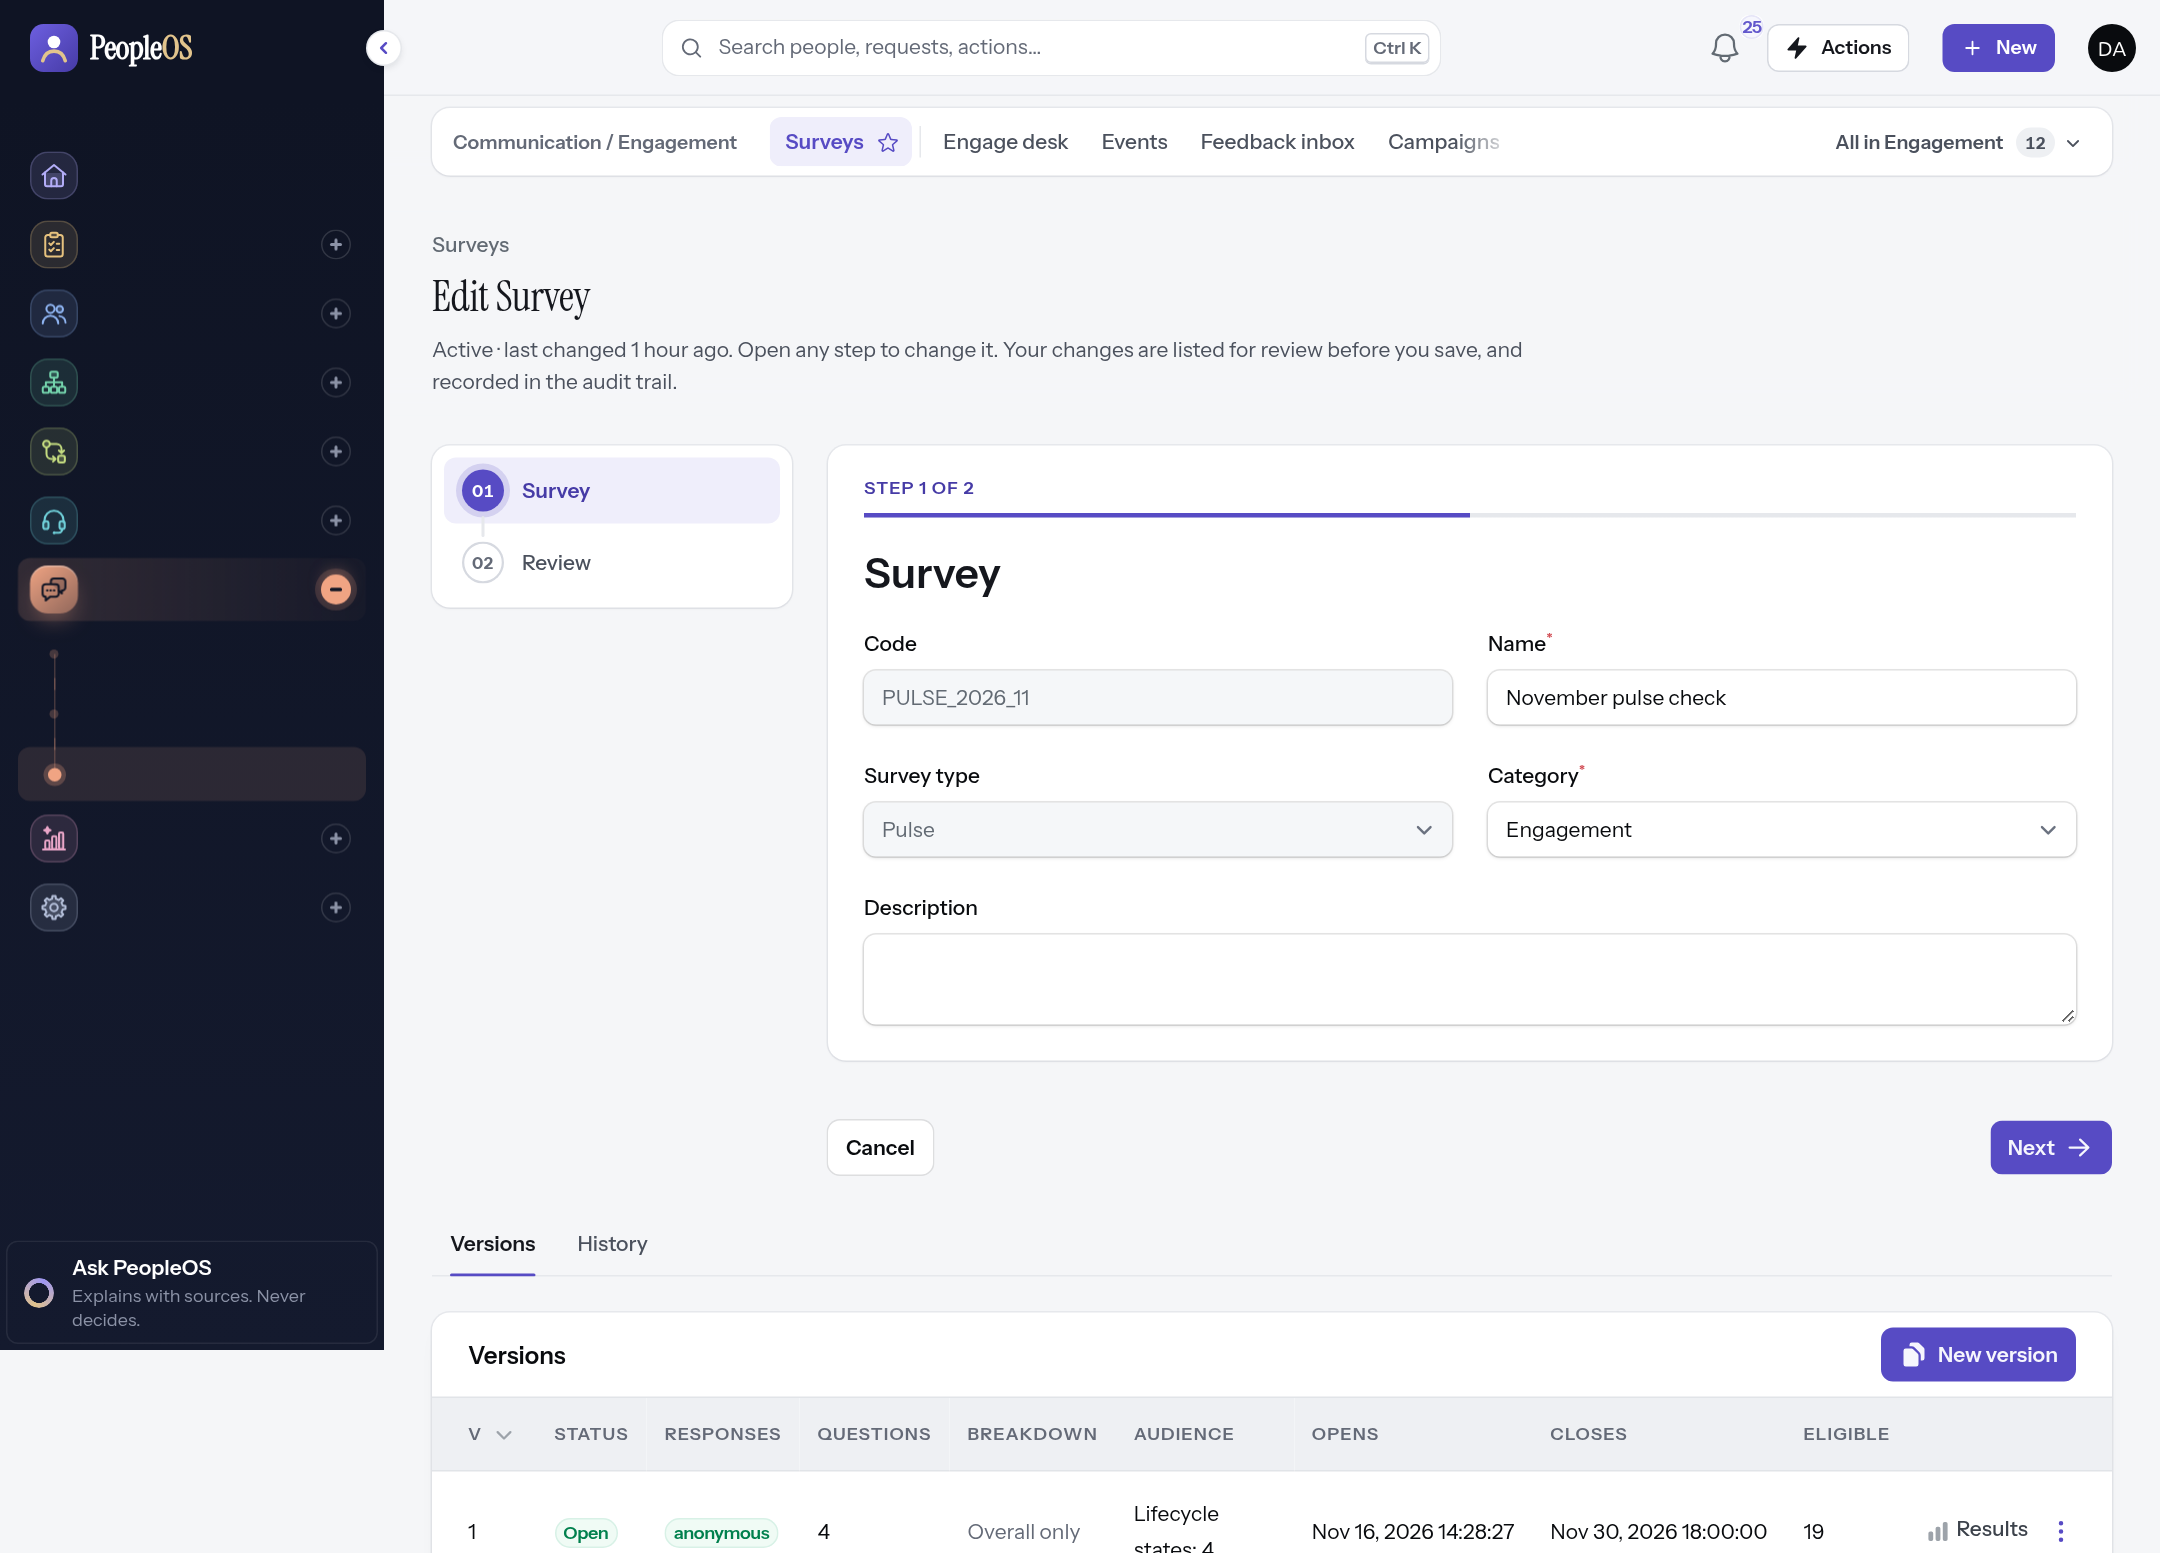 PeopleOS
Search people, requests, actions...
Ctrl K
25
Actions
New
DA
Communication / Engagement
Surveys
Engage desk
Events
Feedback inbox
Campaigns
All in Engagement
12
Surveys
Edit Survey
Active · last changed 1 hour ago. Open any step to change it. Your changes are listed for review before you save, and
recorded in the audit trail.
01
Survey
02
Review
STEP 1 OF 2
Survey
Code
Name*
PULSE_2026_11
November pulse check
Survey type
Category*
Pulse
Engagement
Description
Cancel
Next
Versions
History
Ask PeopleOS
Explains with sources. Never
decides.
Versions
New version
V
STATUS
RESPONSES
QUESTIONS
BREAKDOWN
AUDIENCE
OPENS
CLOSES
ELIGIBLE
1
Open
anonymous
4
Overall only
Lifecycle
states: 4
Nov 16, 2026 14:28:27
Nov 30, 2026 18:00:00
19
Results